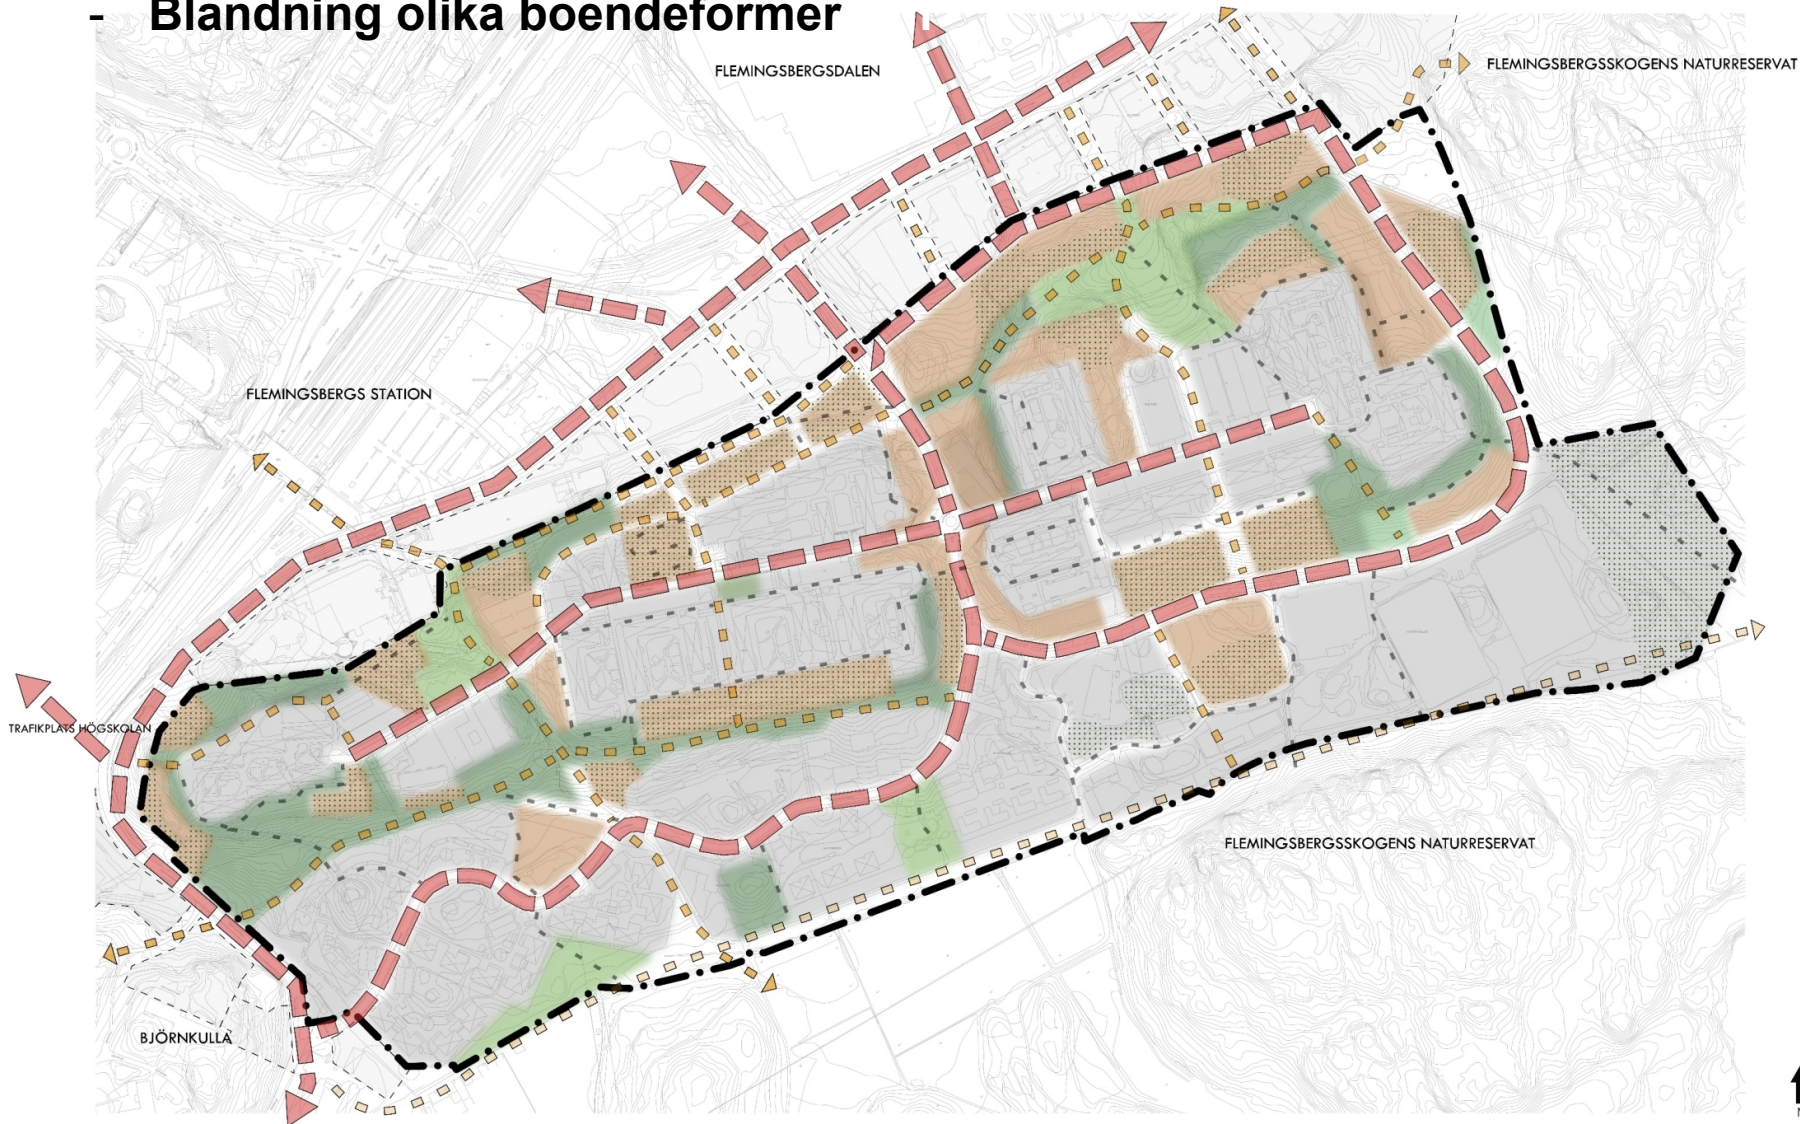 - Blandning olika boendeformer
FLEMINGSBERGSDALEN
FLEMINGSBERGSSKOGENS NATURRESERVAT
FLEMINGSBERGS STATION
TRAFIKPLATS HÖGSKOLAN
FLEMINGSBERGSSKOGENS NATURRESERVAT
BJÖRNKULLA